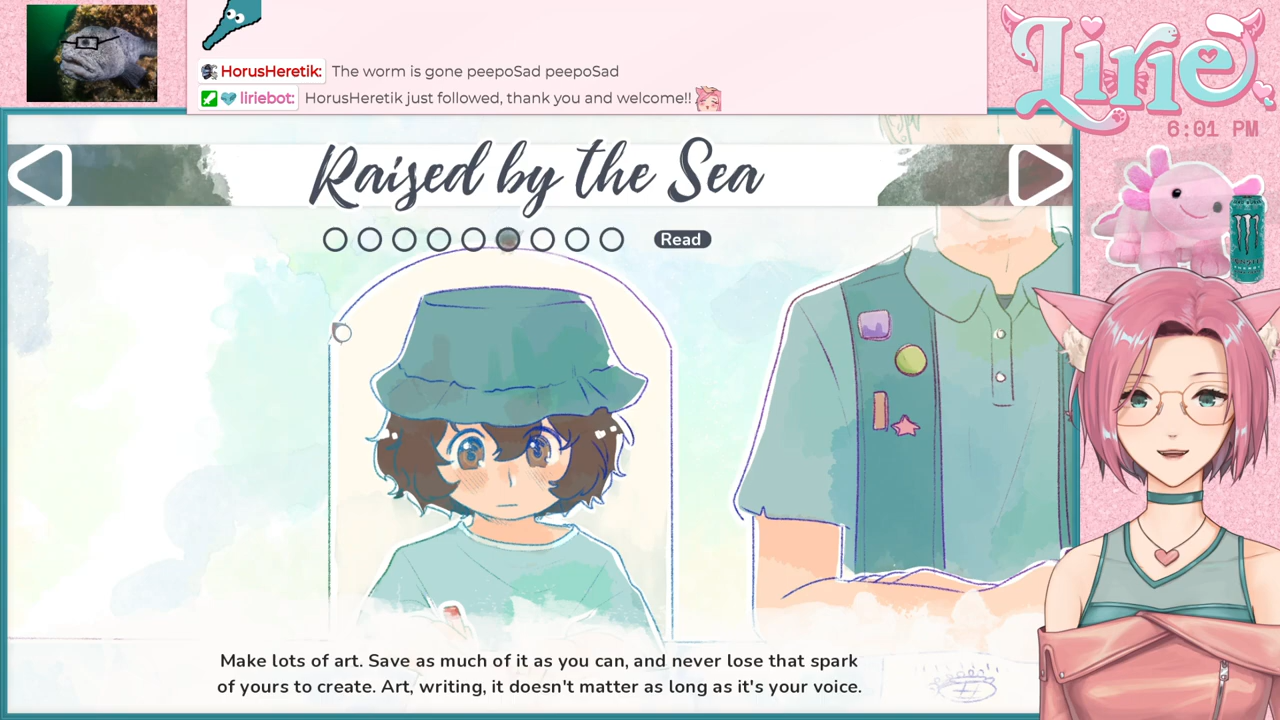 HorusHeretik: The worm is gone peepoSad peepoSad
liriebot: HorusHeretik just followed, thank you and welcome!!
Lirie
6:01 PM
Raised by the Sea
Read
Make lots of art. Save as much of it as you can, and never lose that spark
of yours to create. Art, writing, it doesn't matter as long as it's your voice.